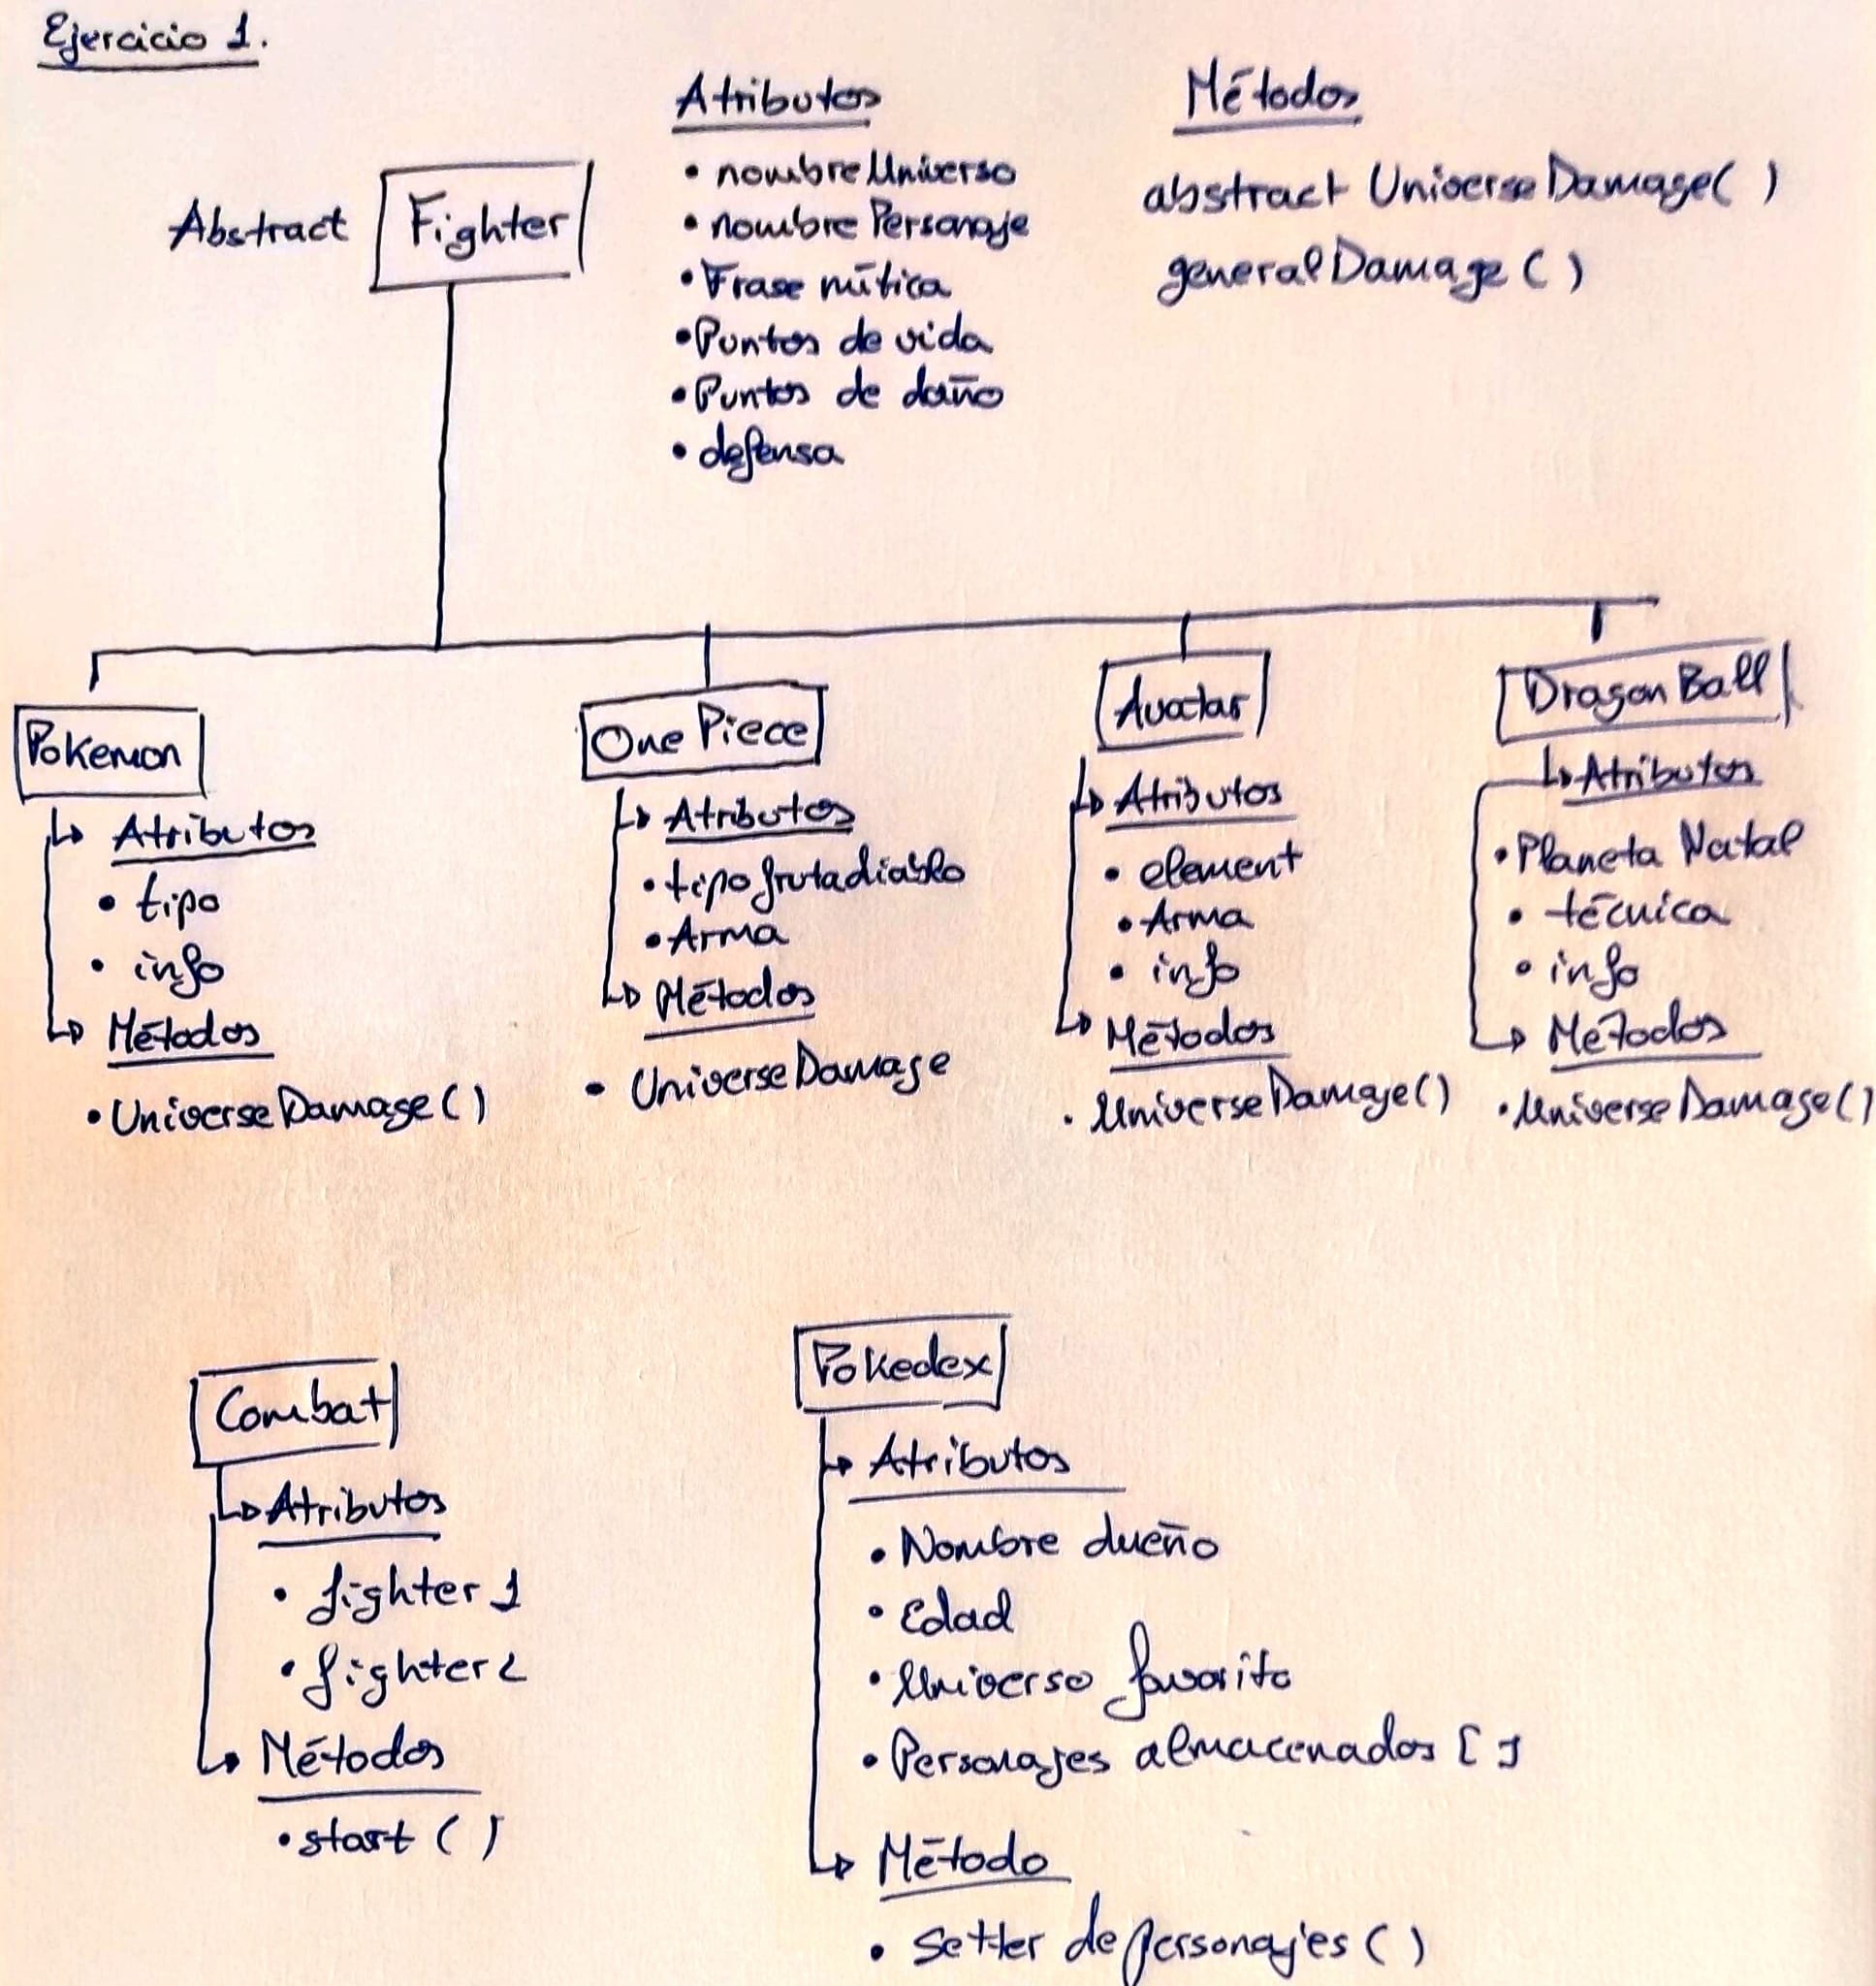 Ejercicio 1.
Abstract Fighter
Atributos
• nombreUniverso
• nombrePersonaje
• Frase mítica
• Puntos de vida
• Puntos de daño
• defensa
Métodos
abstract UniverseDamage( )
generalDamage ( )
Pokemon
Atributos
• tipo
• info
Métodos
• UniverseDamage ( )
One Piece
Atributos
• tipofrutadiablo
• Arma
Métodos
• UniverseDamage
Avatar
Atributos
• element
• Arma
• info
Métodos
• UniverseDamage()
Dragon Ball
Atributos
• Planeta Natal
• técnica
• info
Métodos
• UniverseDamage()
Combat
Atributos
• fighter 1
• fighter 2
Métodos
• start ( )
Pokedex
Atributos
• Nombre dueño
• Edad
• Universo favorito
• Personajes almacenados [ ]
Método
• Setter de personajes ( )